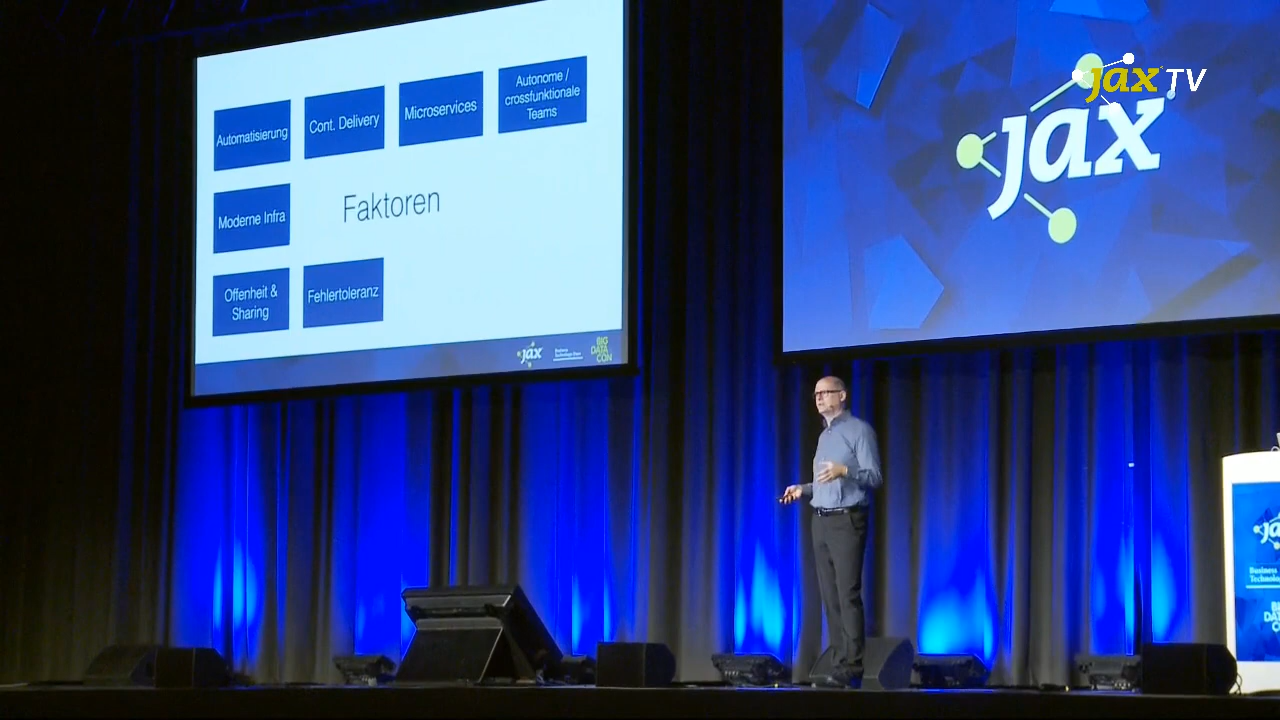 Automatisierung
Cont. Delivery
Microservices
Autonome /
crossfunktionale
Teams
Moderne Infra
Faktoren
Offenheit &
Sharing
Fehlertoleranz
jax
BIG
DATA
CON
jax
jax TV
Business